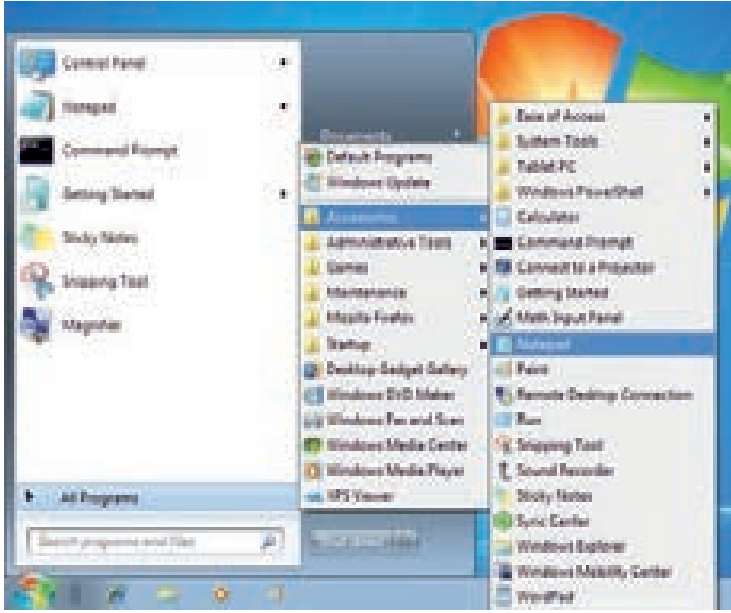 Control Panel
Notepad
Command Prompt
Getting Started
Sticky Notes
Snipping Tool
Magnifier
All Programs
Search programs and files
Documents
Default Programs
Windows Update
Accessories
Administrative Tools
Games
Maintenance
Mozilla Firefox
Startup
Desktop Gadget Gallery
Windows DVD Maker
Windows Fax and Scan
Windows Media Center
Windows Media Player
XPS Viewer
Ease of Access
System Tools
Tablet PC
Windows PowerShell
Calculator
Command Prompt
Connect to a Projector
Getting Started
Math Input Panel
Notepad
Paint
Remote Desktop Connection
Run
Snipping Tool
Sound Recorder
Sticky Notes
Sync Center
Windows Explorer
Windows Mobility Center
WordPad